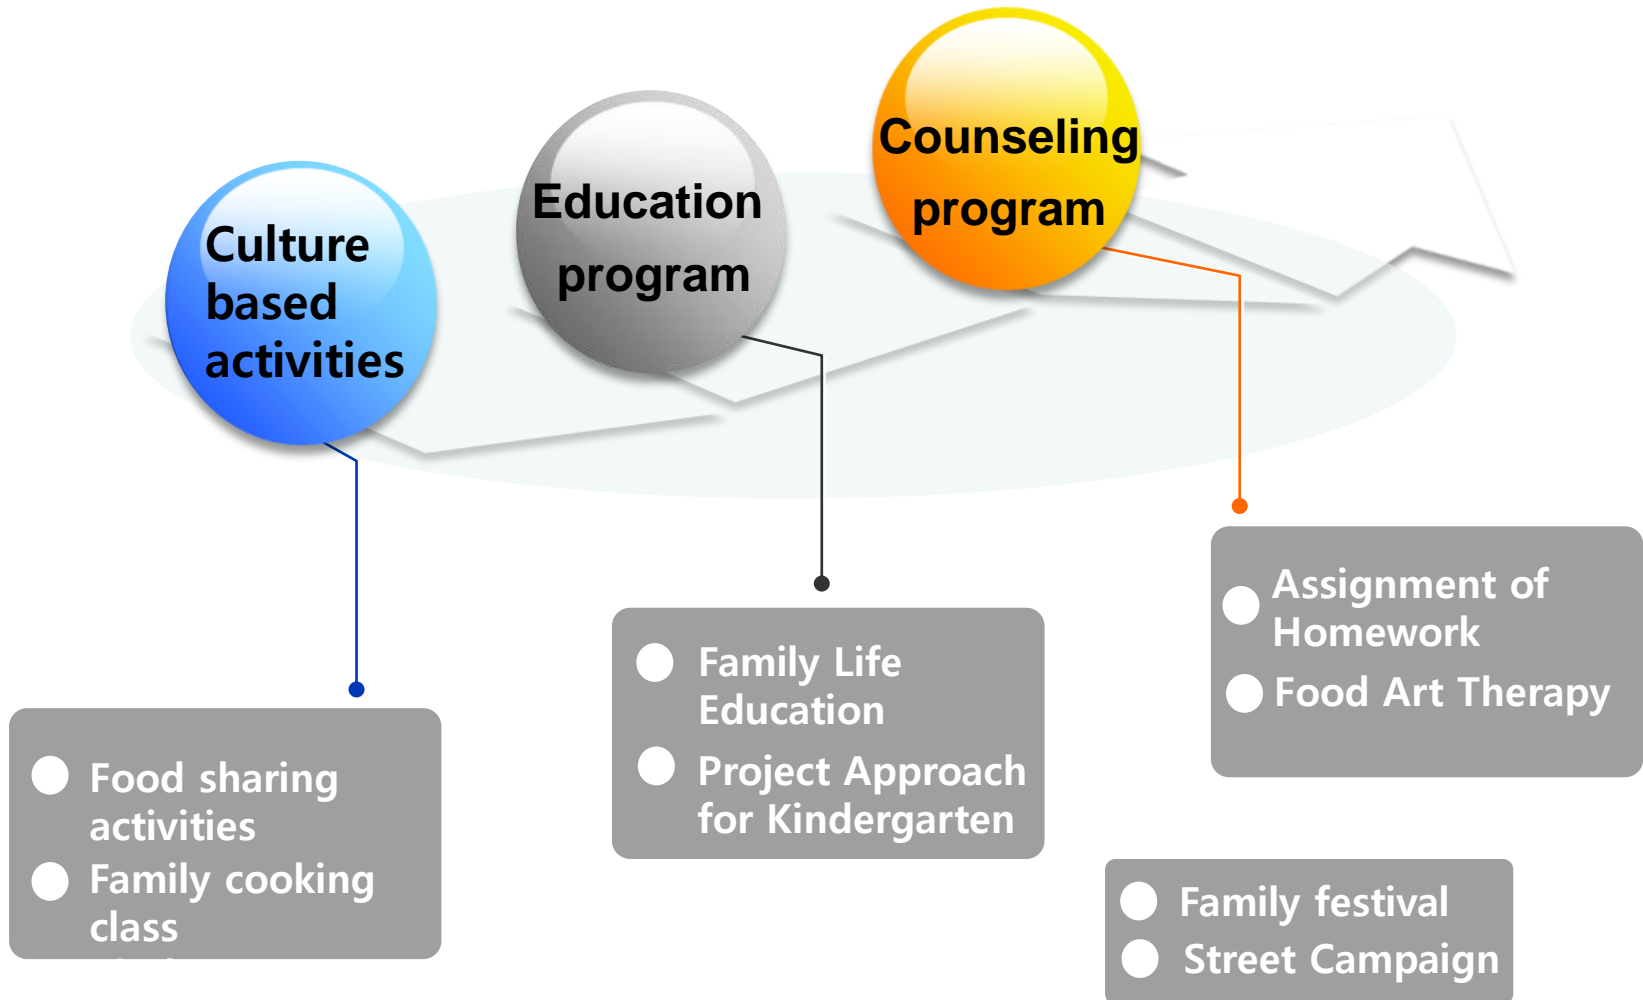 Culture
based
activities
Education
program
Counseling
program
Food sharing
activities
Family cooking
class
Family Life
Education
Project Approach
for Kindergarten
Assignment of
Homework
Food Art Therapy
Family festival
Street Campaign